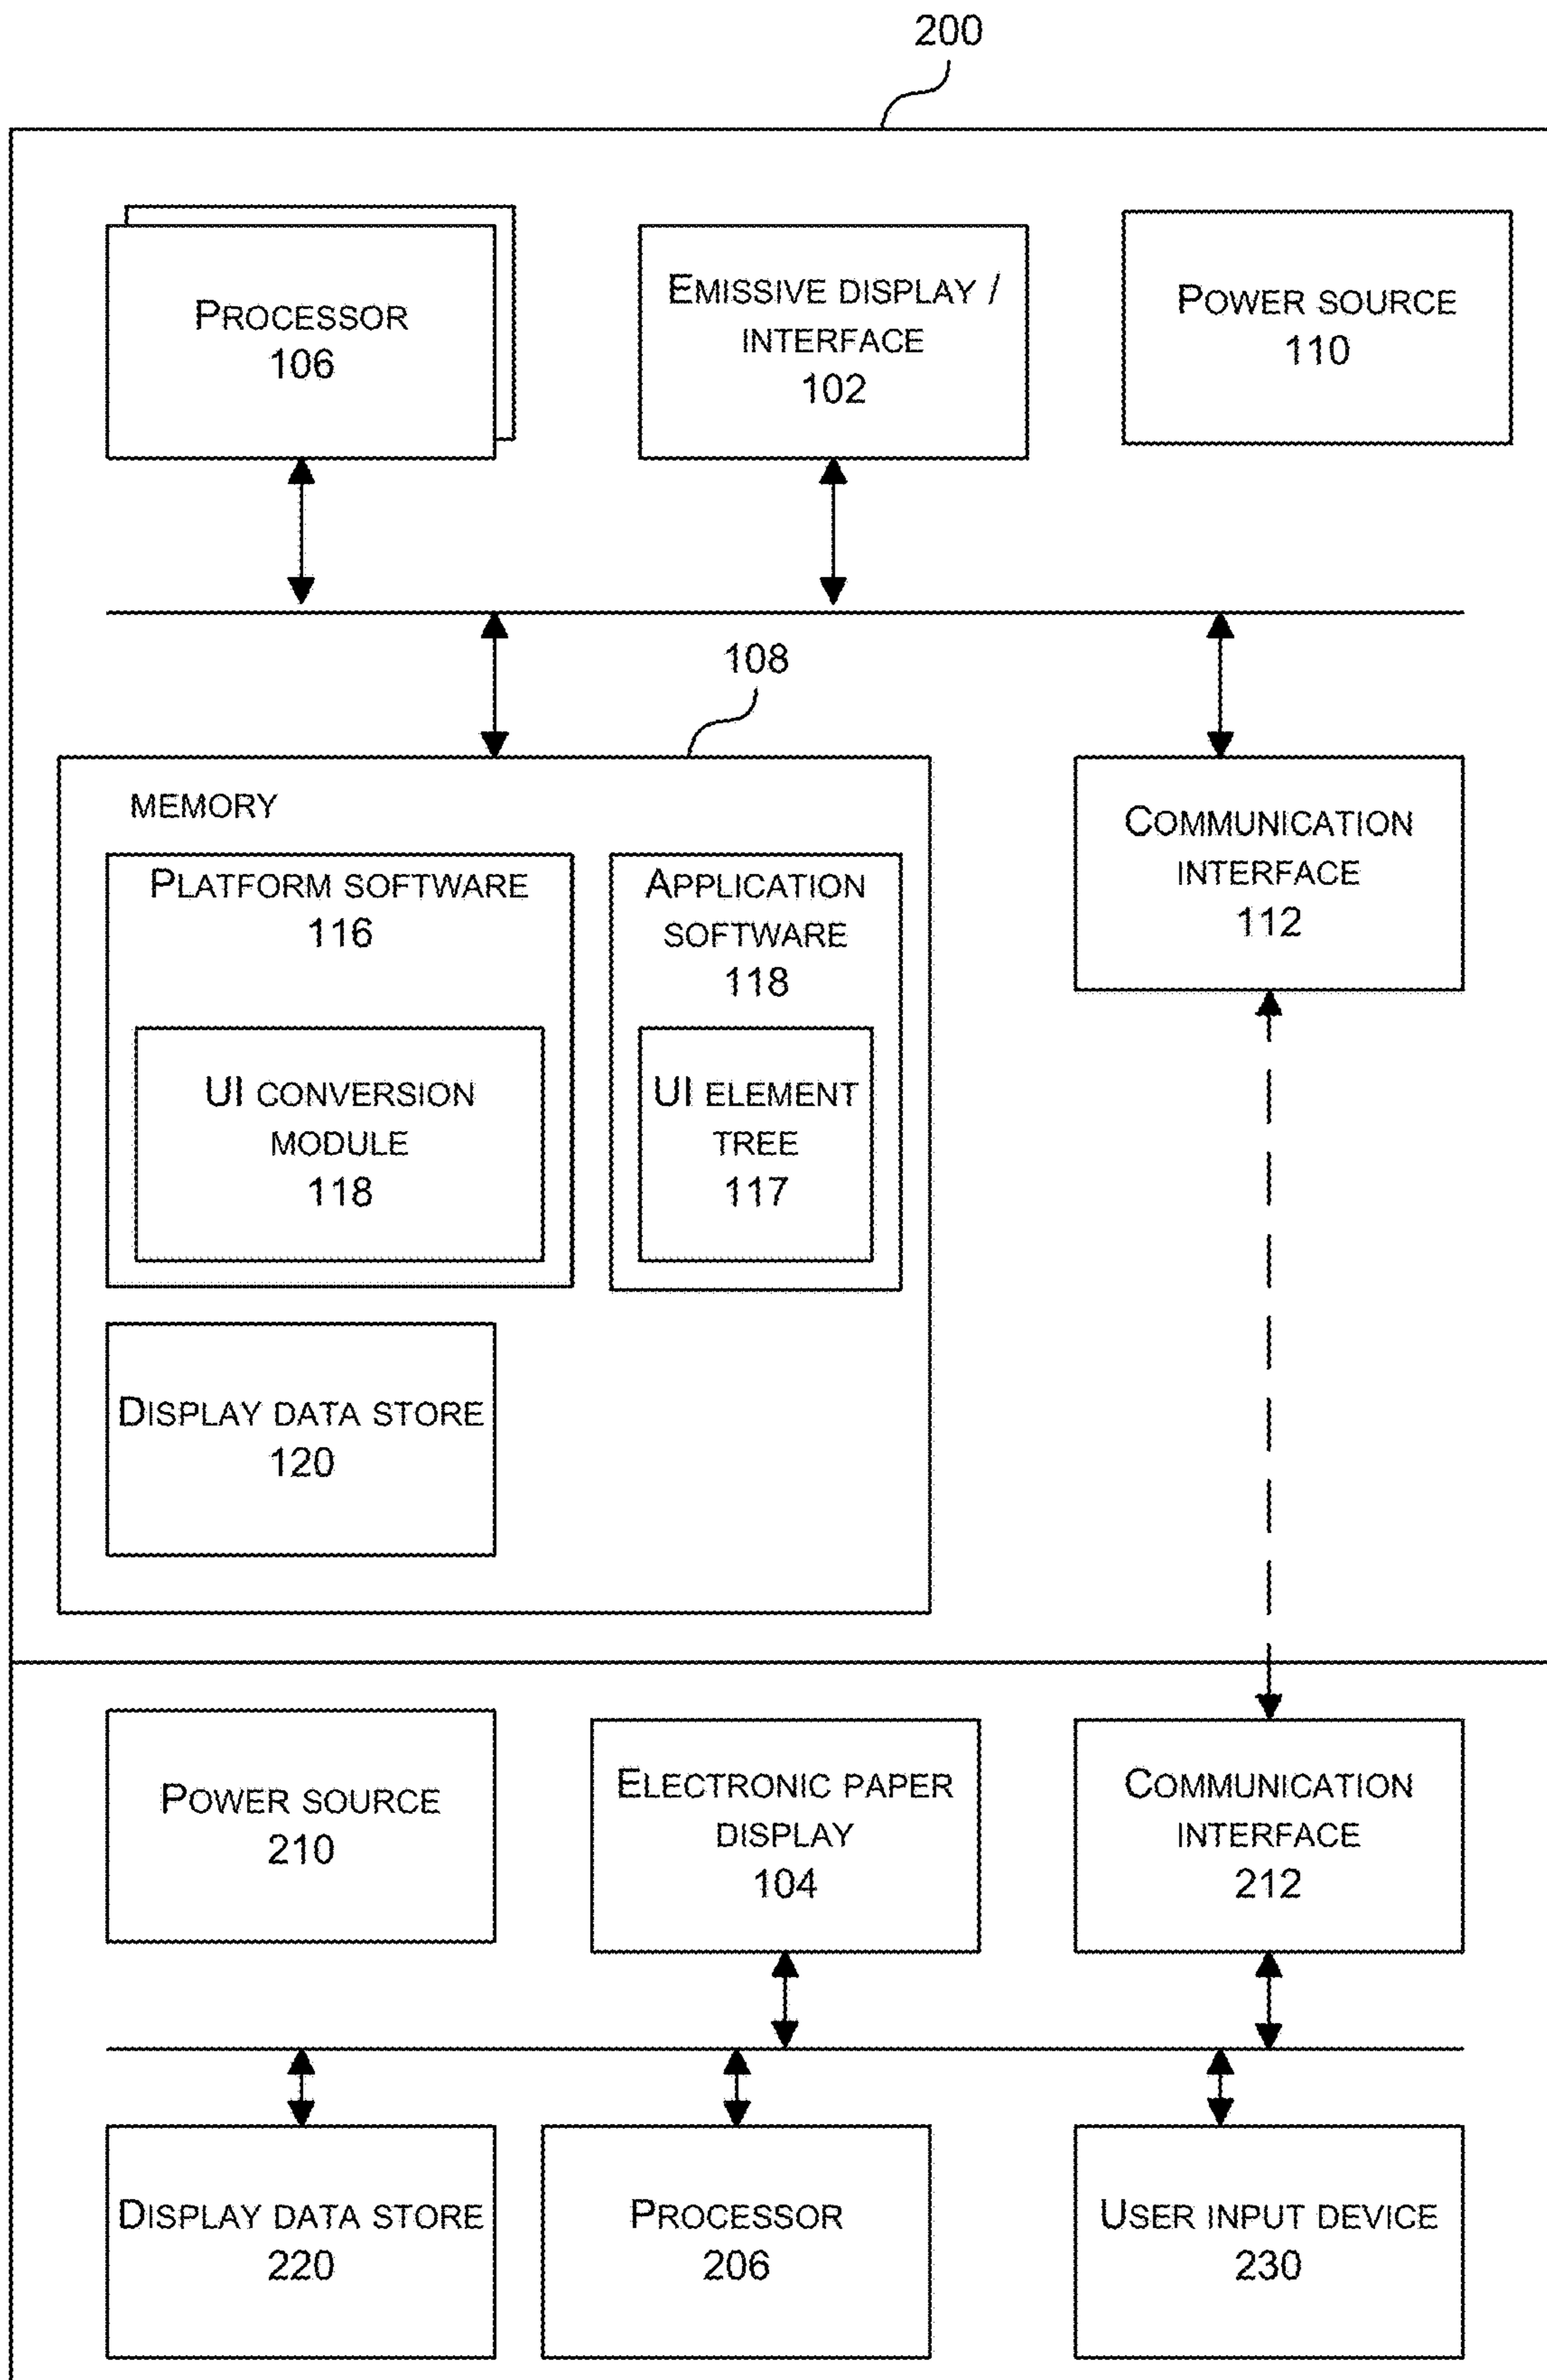 200
PROCESSOR
106
EMISSIVE DISPLAY /
INTERFACE
102
POWER SOURCE
110
108
MEMORY
PLATFORM SOFTWARE
116
UI CONVERSION
MODULE
118
APPLICATION
SOFTWARE
118
UI ELEMENT
TREE
117
COMMUNICATION
INTERFACE
112
DISPLAY DATA STORE
120
POWER SOURCE
210
ELECTRONIC PAPER
DISPLAY
104
COMMUNICATION
INTERFACE
212
DISPLAY DATA STORE
220
PROCESSOR
206
USER INPUT DEVICE
230